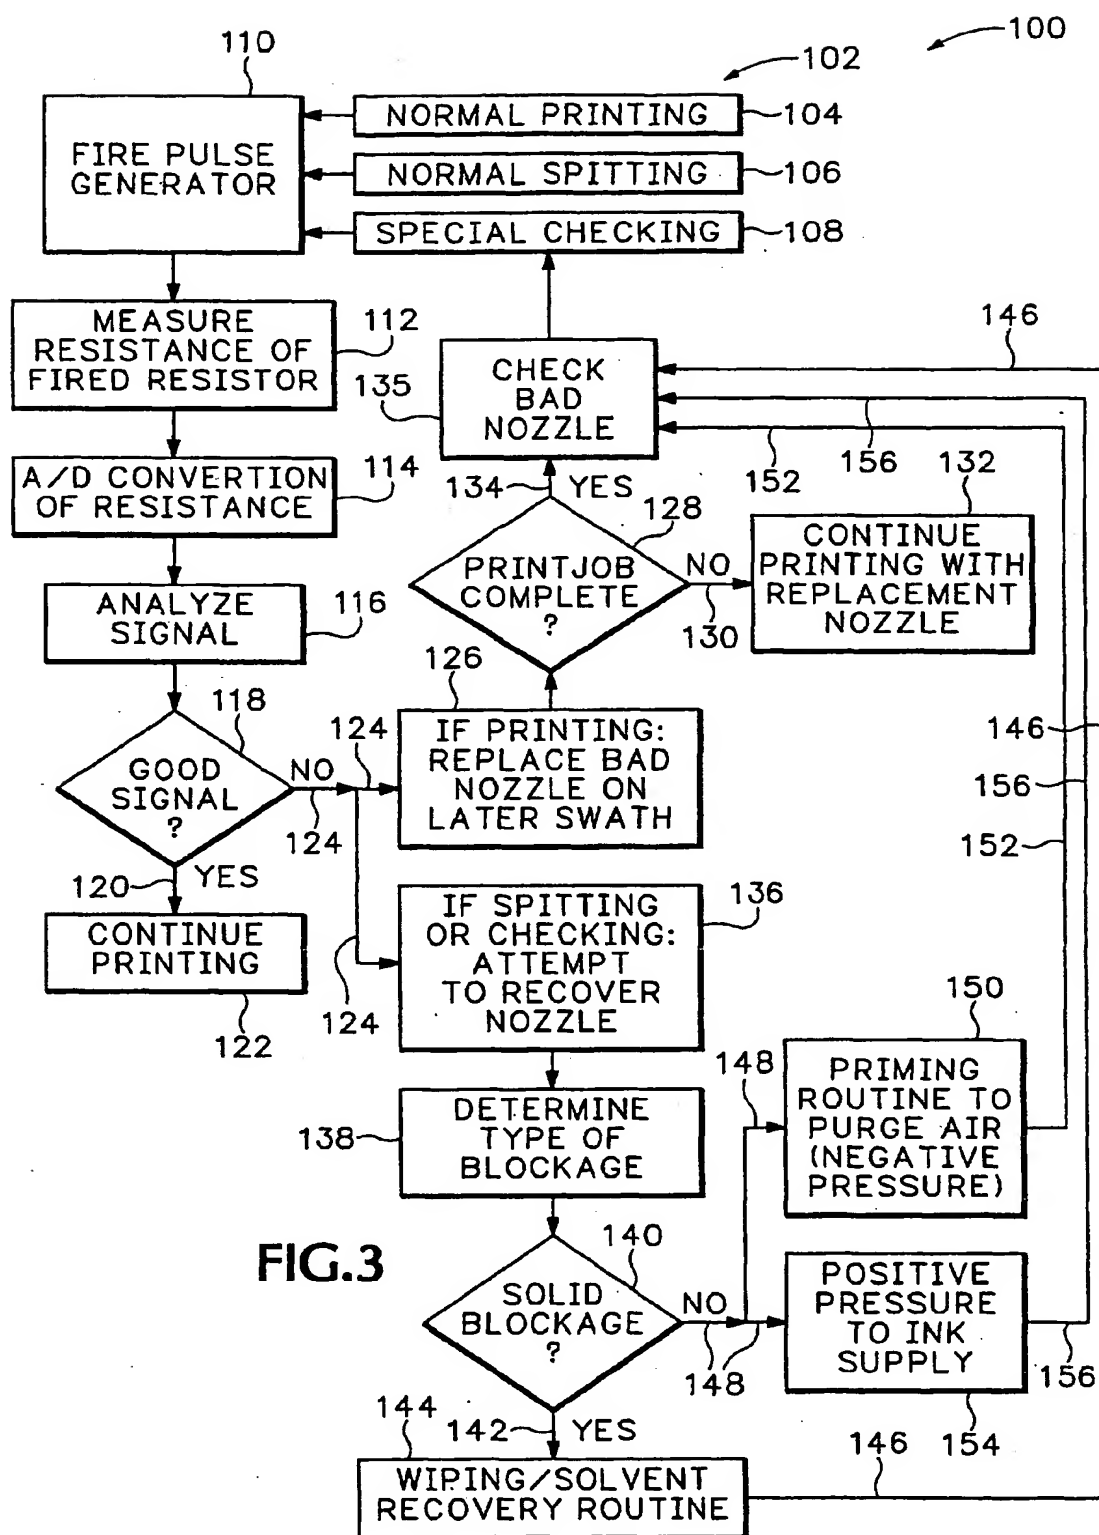 100
102
110
FIRE PULSE
GENERATOR
NORMAL PRINTING
104
NORMAL SPITTING
106
SPECIAL CHECKING
108
MEASURE
RESISTANCE OF
FIRED RESISTOR
112
A/D CONVERTION
OF RESISTANCE
114
ANALYZE
SIGNAL
116
118
GOOD
SIGNAL
?
NO
124
124
124
120
YES
CONTINUE
PRINTING
122
CHECK
BAD
NOZZLE
135
146
156
152
134
YES
128
PRINTJOB
COMPLETE
?
NO
130
132
CONTINUE
PRINTING WITH
REPLACEMENT
NOZZLE
126
IF PRINTING:
REPLACE BAD
NOZZLE ON
LATER SWATH
146
156
152
IF SPITTING
OR CHECKING:
ATTEMPT
TO RECOVER
NOZZLE
136
DETERMINE
TYPE OF
BLOCKAGE
138
150
148
PRIMING
ROUTINE TO
PURGE AIR
(NEGATIVE
PRESSURE)
FIG.3
140
SOLID
BLOCKAGE
?
NO
148
148
POSITIVE
PRESSURE
TO INK
SUPPLY
156
154
142
YES
144
WIPING/SOLVENT
RECOVERY ROUTINE
146